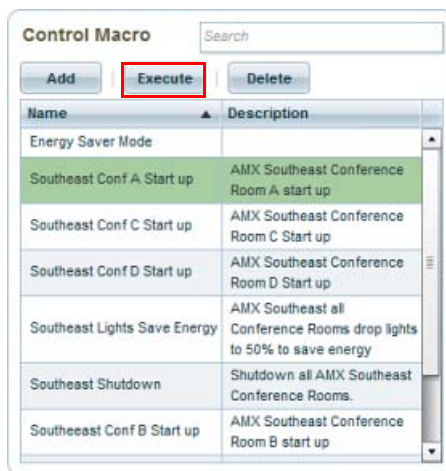 Control Macro
Search
Add
Execute
Delete
Name
Description
Energy Saver Mode
Southeast Conf A Start up
AMX Southeast Conference
Room A start up
Southeast Conf C Start up
AMX Southeast Conference
Room C Start up
Southeast Conf D Start up
AMX Southeast Conference
Room D Start up
Southeast Lights Save Energy
AMX Southeast all
Conference Rooms drop lights
to 50% to save energy
Southeast Shutdown
Shutdown all AMX Southeast
Conference Rooms.
Southeeast Conf B Start up
AMX Southeast Conference
Room B start up